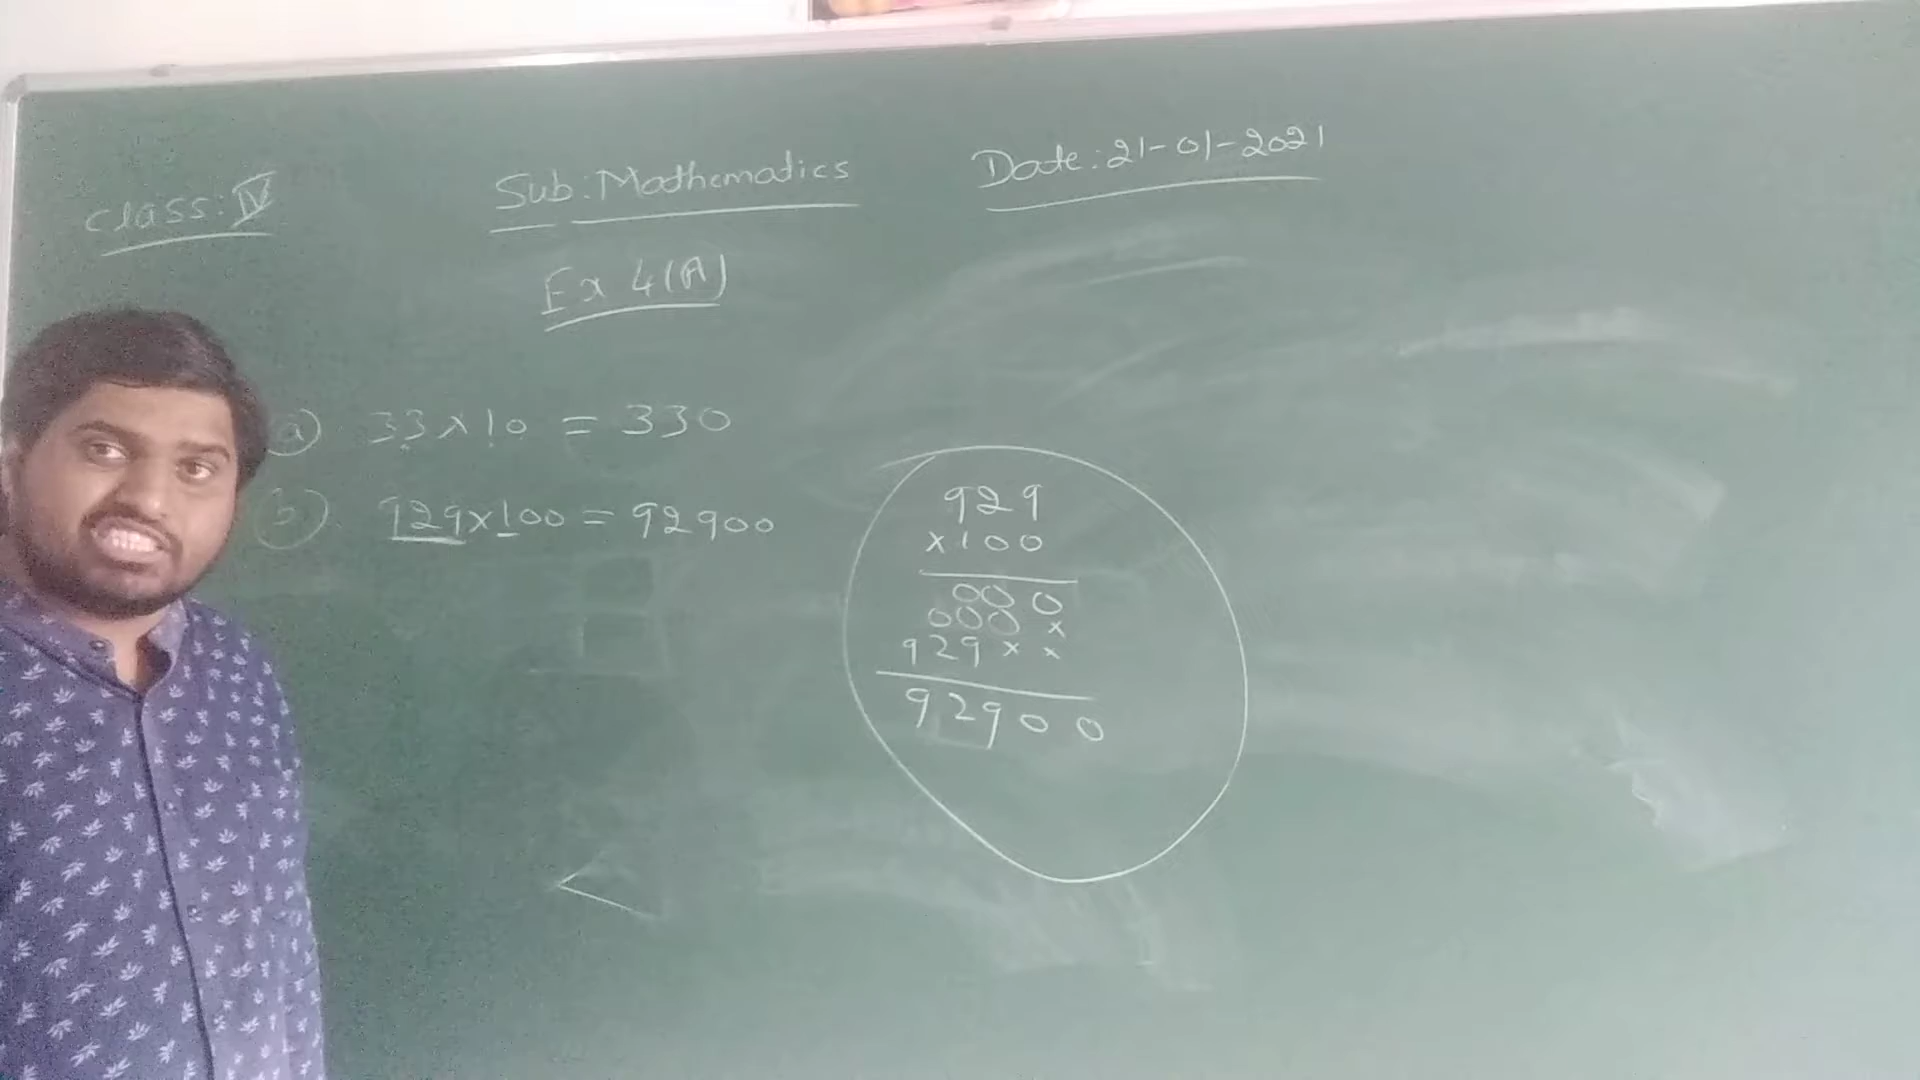 Class: IV
Sub: Mathematics
Date: 21-01-2021
Ex 4(A)
a) 33 × 10 = 330
b) 929 × 100 = 92900
929
× 100
000
000 ×
929 × ×
92900